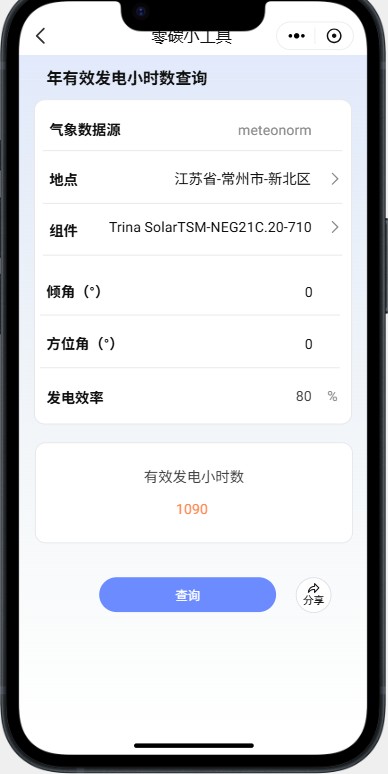 零碳小工具
年有效发电小时数查询
气象数据源 meteonorm
地点 江苏省-常州市-新北区
组件 Trina SolarTSM-NEG21C.20-710
倾角（°） 0
方位角（°） 0
发电效率 80 %
有效发电小时数
1090
查询
分享